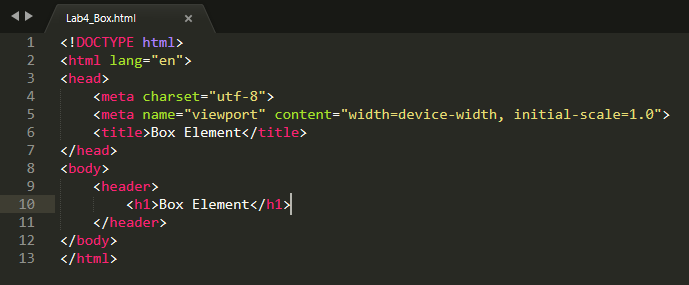 Lab4_Box.html
1 <!DOCTYPE html>
2 <html lang="en">
3 <head>
4 <meta charset="utf-8">
5 <meta name="viewport" content="width=device-width, initial-scale=1.0">
6 <title>Box Element</title>
7 </head>
8 <body>
9 <header>
10 <h1>Box Element</h1>
11 </header>
12 </body>
13 </html>